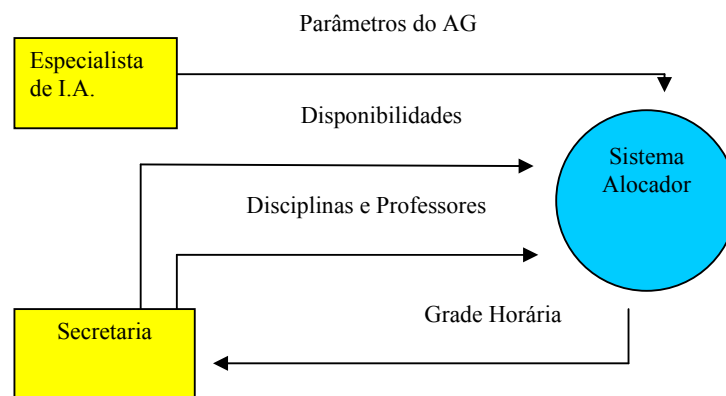 Parâmetros do AG
Especialista
de I.A.
Disponibilidades
Sistema
Alocador
Disciplinas e Professores
Grade Horária
Secretaria